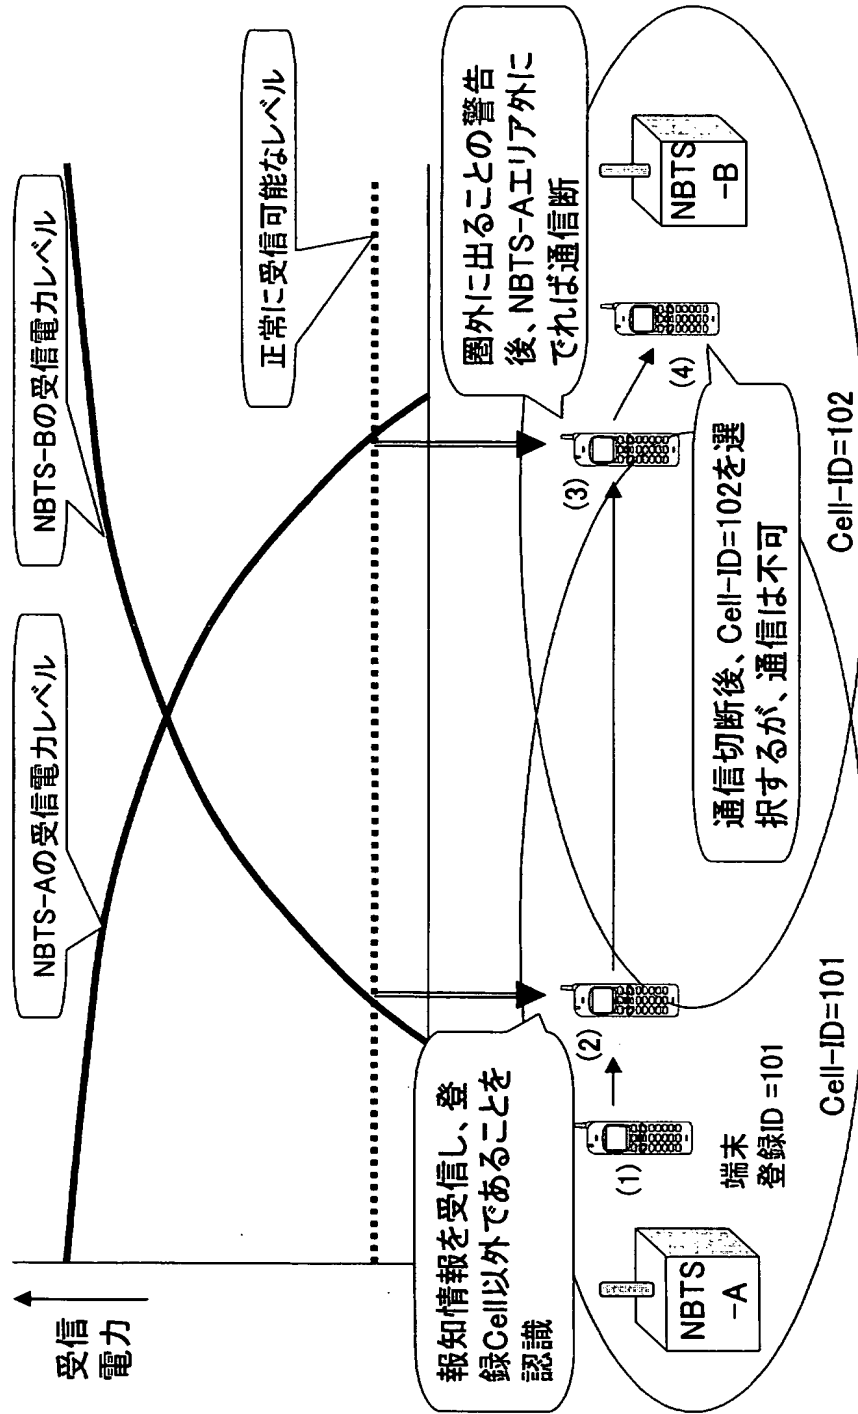 受信
電力
NBTS-Aの受信電力レベル
NBTS-Bの受信電力レベル
正常に受信可能なレベル
報知情報を受信し、登
録Cell以外であることを
認識
圏外に出ることの警告
後、NBTS-Aエリア外に
でれば通信断
NBTS
-A
(1)
端末
登録ID =101
(2)
(3)
(4)
NBTS
-B
通信切断後、Cell-ID=102を選
択するが、通信は不可
Cell-ID=101
Cell-ID=102